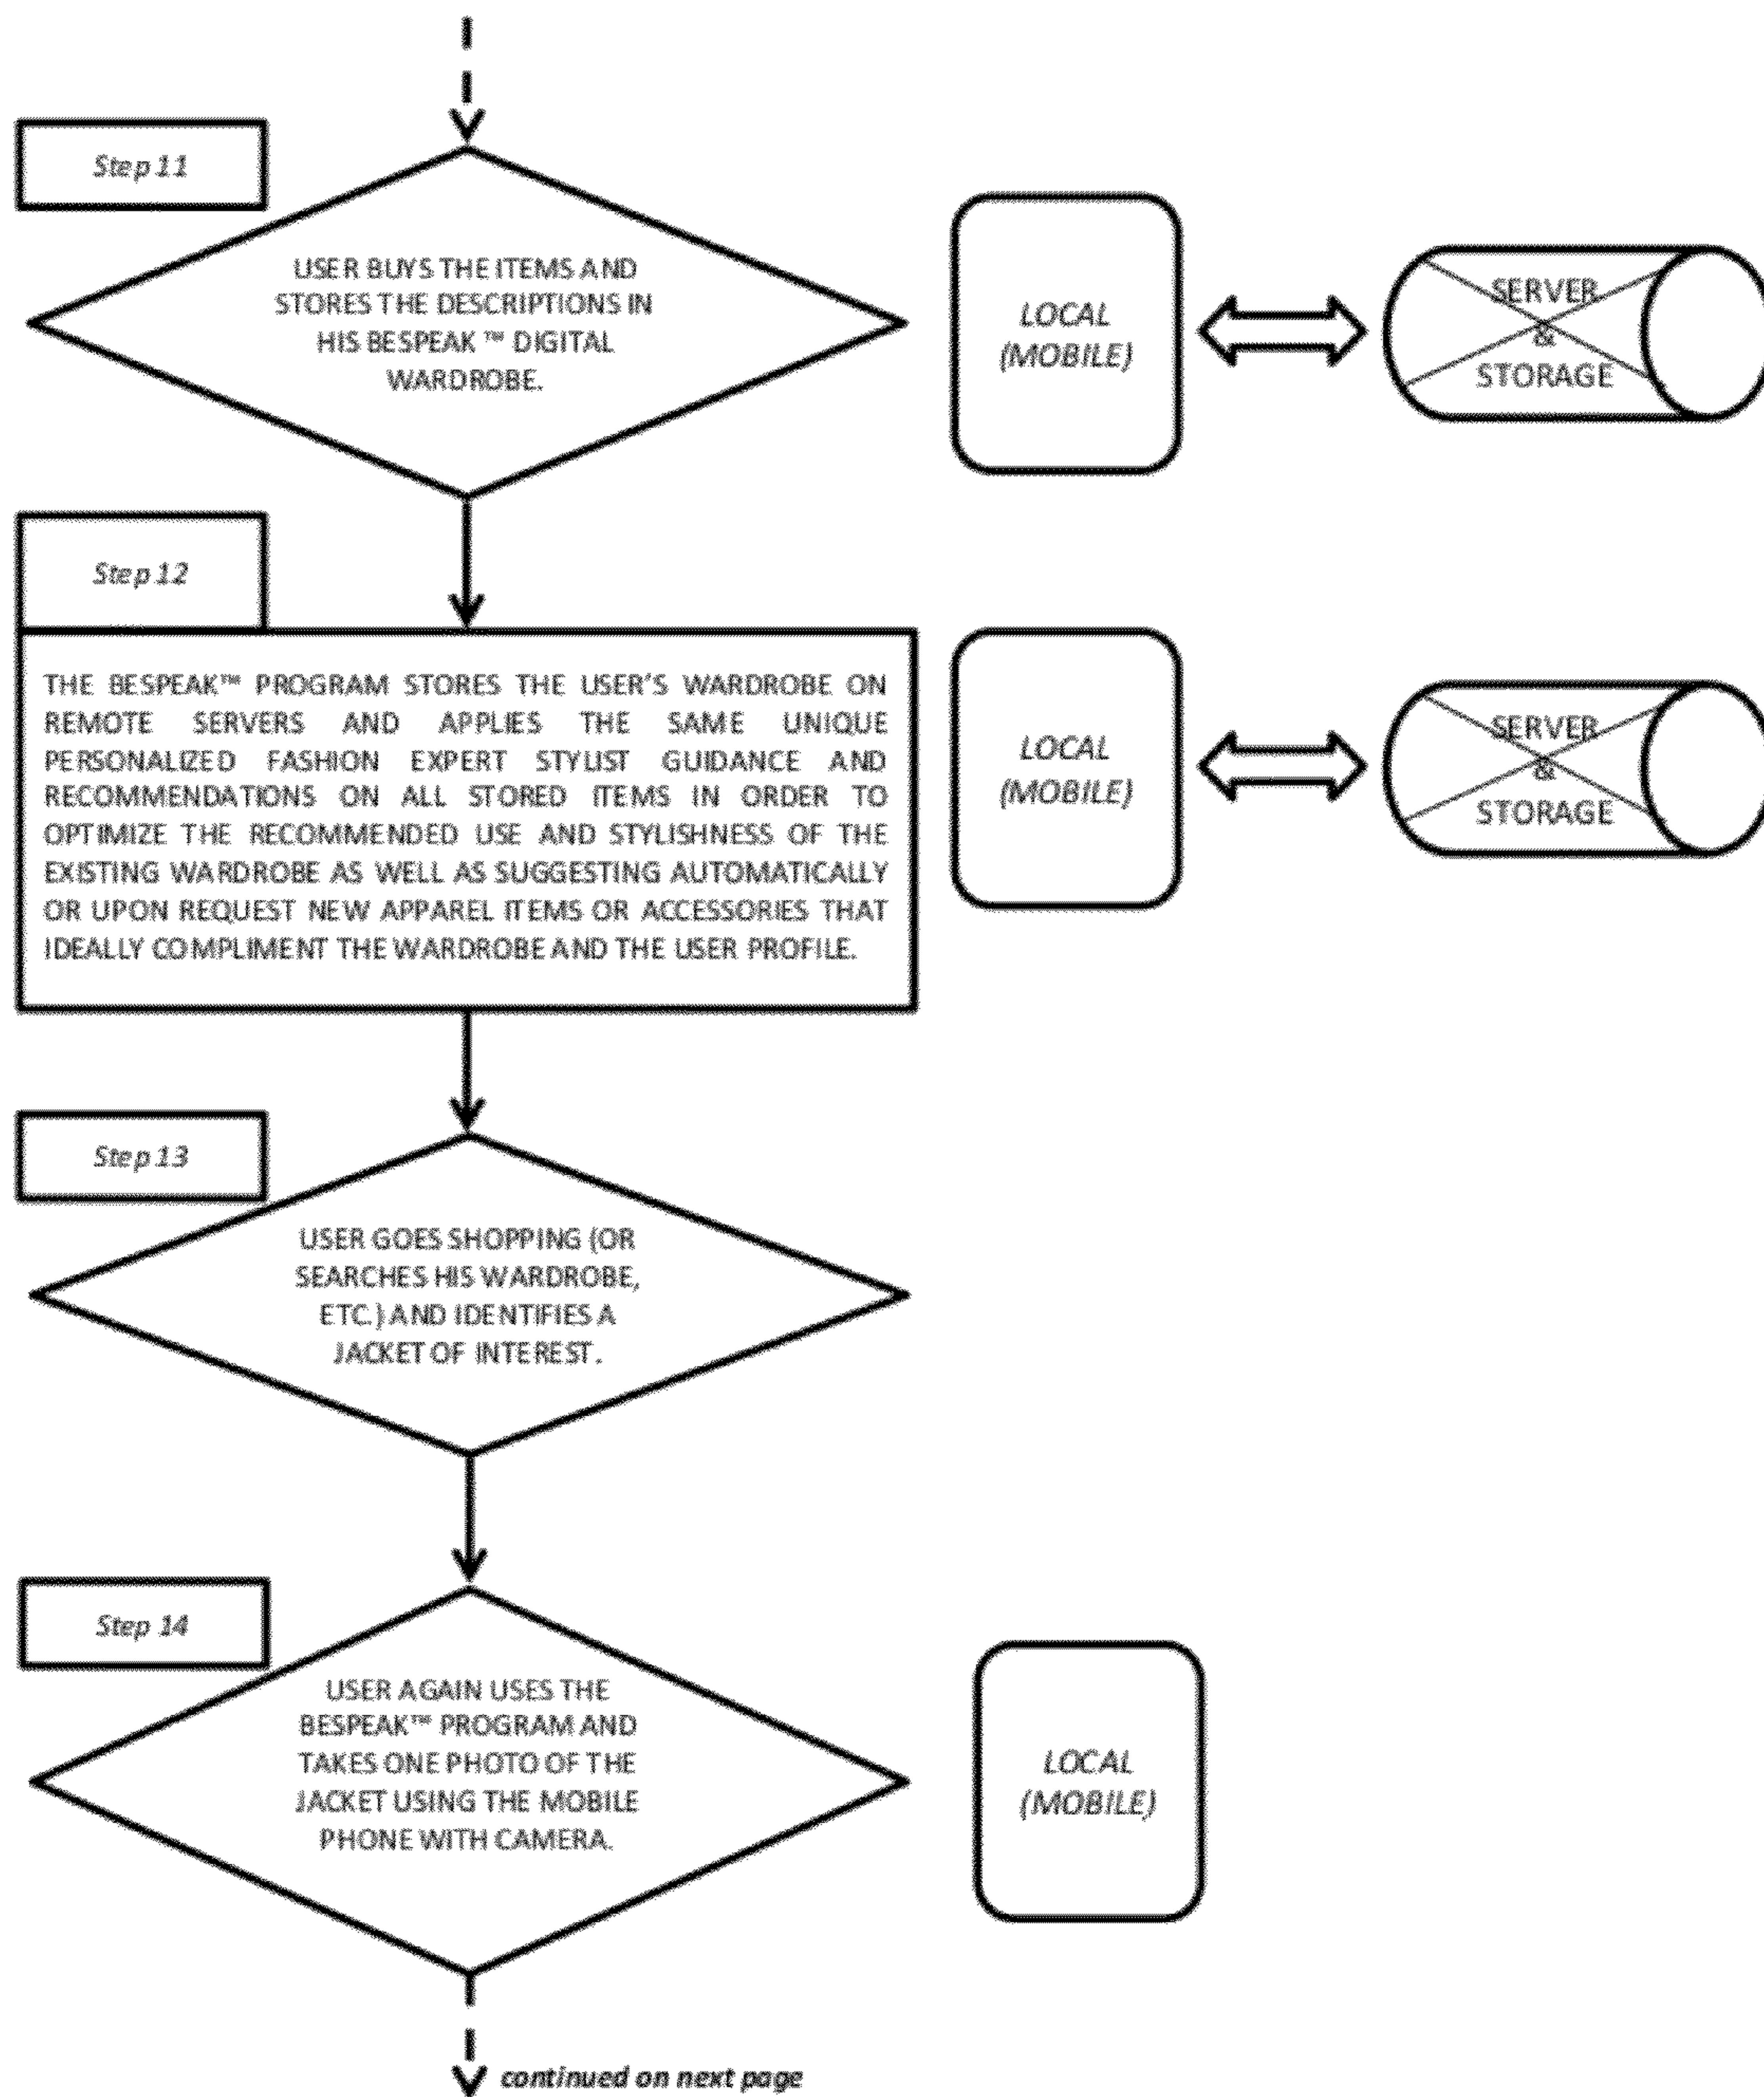 Step 11
USER BUYS THE ITEMS AND
STORES THE DESCRIPTIONS IN
HIS BESPEAK ™ DIGITAL
WARDROBE.
LOCAL
(MOBILE)
SERVER
&
STORAGE
Step 12
THE BESPEAK™ PROGRAM STORES THE USER'S WARDROBE ON
REMOTE SERVERS AND APPLIES THE SAME UNIQUE
PERSONALIZED FASHION EXPERT STYLIST GUIDANCE AND
RECOMMENDATIONS ON ALL STORED ITEMS IN ORDER TO
OPTIMIZE THE RECOMMENDED USE AND STYLISHNESS OF THE
EXISTING WARDROBE AS WELL AS SUGGESTING AUTOMATICALLY
OR UPON REQUEST NEW APPAREL ITEMS OR ACCESSORIES THAT
IDEALLY COMPLIMENT THE WARDROBE AND THE USER PROFILE.
LOCAL
(MOBILE)
SERVER
&
STORAGE
Step 13
USER GOES SHOPPING (OR
SEARCHES HIS WARDROBE,
ETC.) AND IDENTIFIES A
JACKET OF INTEREST.
Step 14
USER AGAIN USES THE
BESPEAK™ PROGRAM AND
TAKES ONE PHOTO OF THE
JACKET USING THE MOBILE
PHONE WITH CAMERA.
LOCAL
(MOBILE)
continued on next page